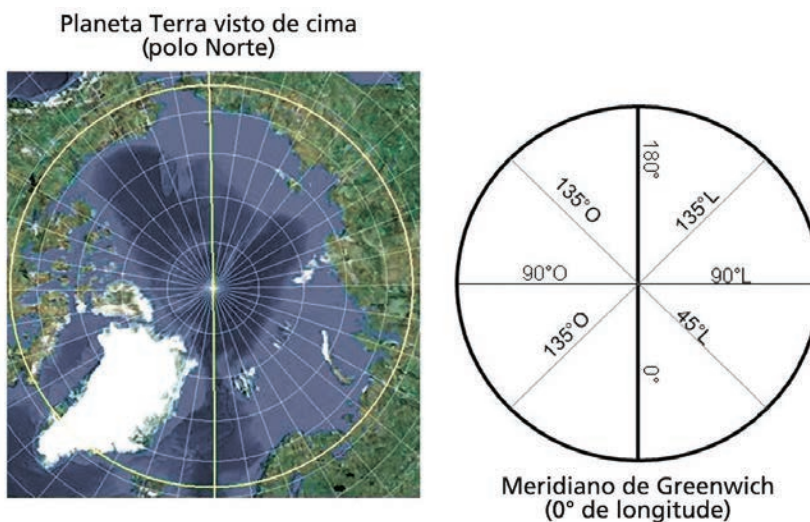 Planeta Terra visto de cima
(polo Norte)
180°
135°O
135°L
90°O
90°L
135°O
45°L
0°
Meridiano de Greenwich
(0° de longitude)